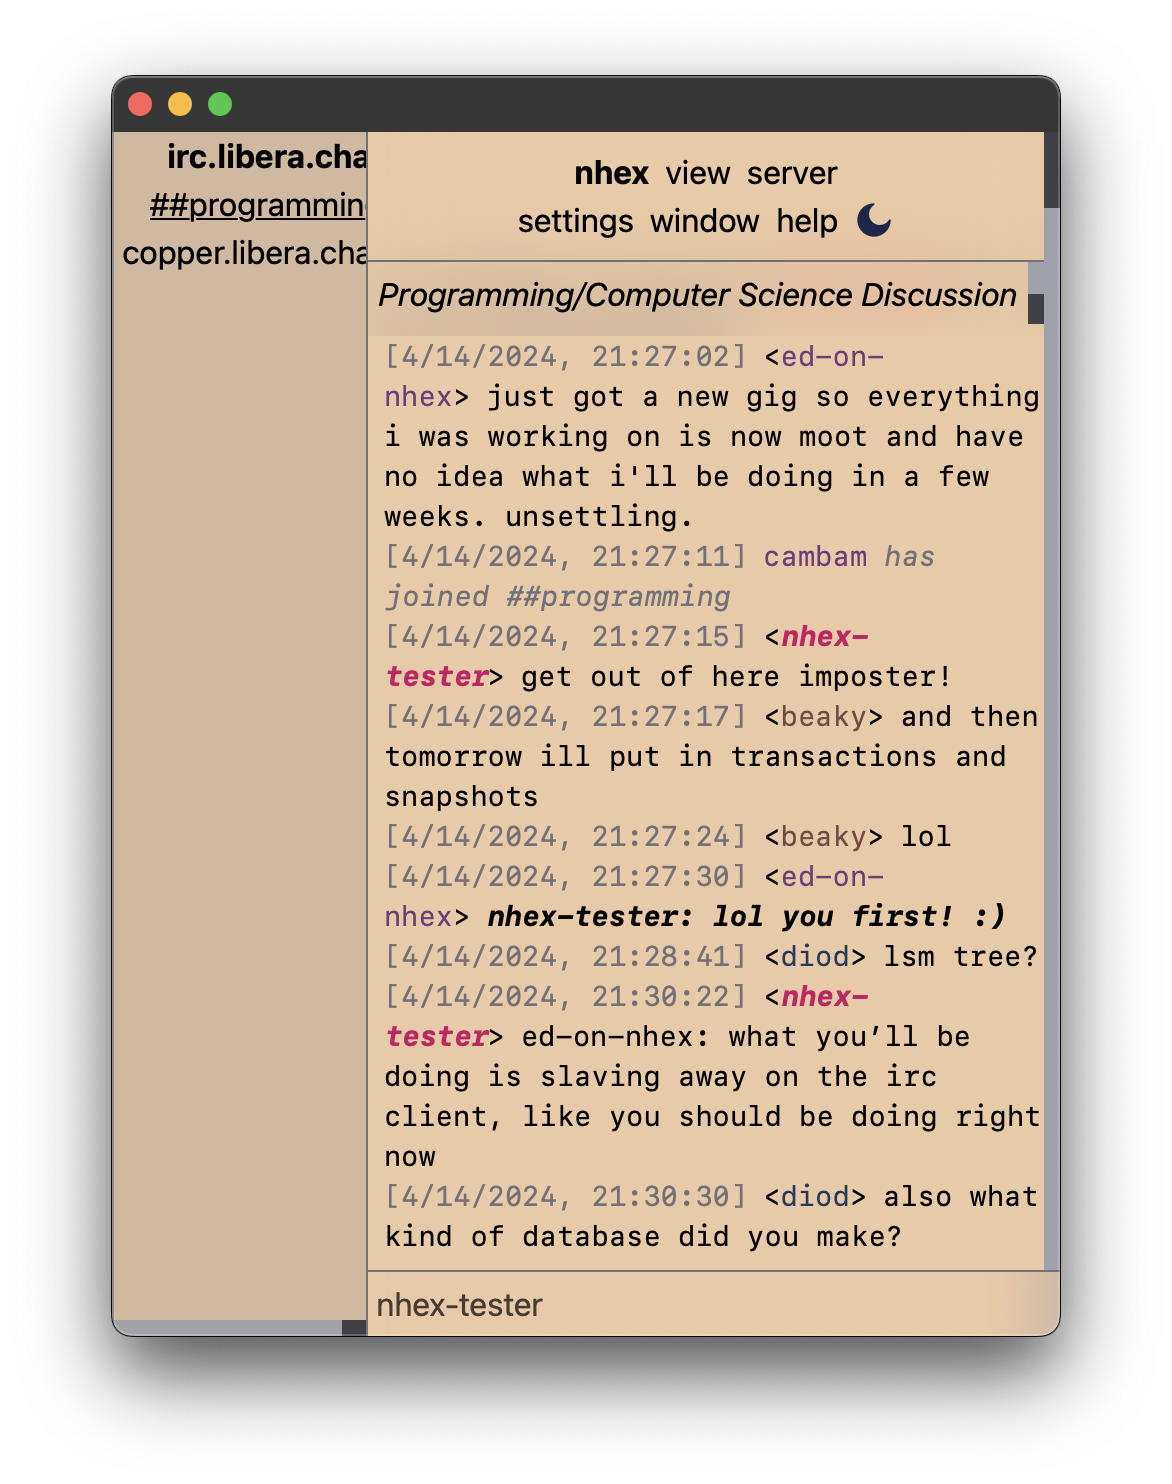 irc.libera.cha
##programmin
copper.libera.cha
nhex view server
settings window help
Programming/Computer Science Discussion
[4/14/2024, 21:27:02] <ed-on-
nhex> just got a new gig so everything
i was working on is now moot and have
no idea what i'll be doing in a few
weeks. unsettling.
[4/14/2024, 21:27:11] cambam has
joined ##programming
[4/14/2024, 21:27:15] <nhex-
tester> get out of here imposter!
[4/14/2024, 21:27:17] <beaky> and then
tomorrow ill put in transactions and
snapshots
[4/14/2024, 21:27:24] <beaky> lol
[4/14/2024, 21:27:30] <ed-on-
nhex> nhex-tester: lol you first! :)
[4/14/2024, 21:28:41] <diod> lsm tree?
[4/14/2024, 21:30:22] <nhex-
tester> ed-on-nhex: what you’ll be
doing is slaving away on the irc
client, like you should be doing right
now
[4/14/2024, 21:30:30] <diod> also what
kind of database did you make?
nhex-tester